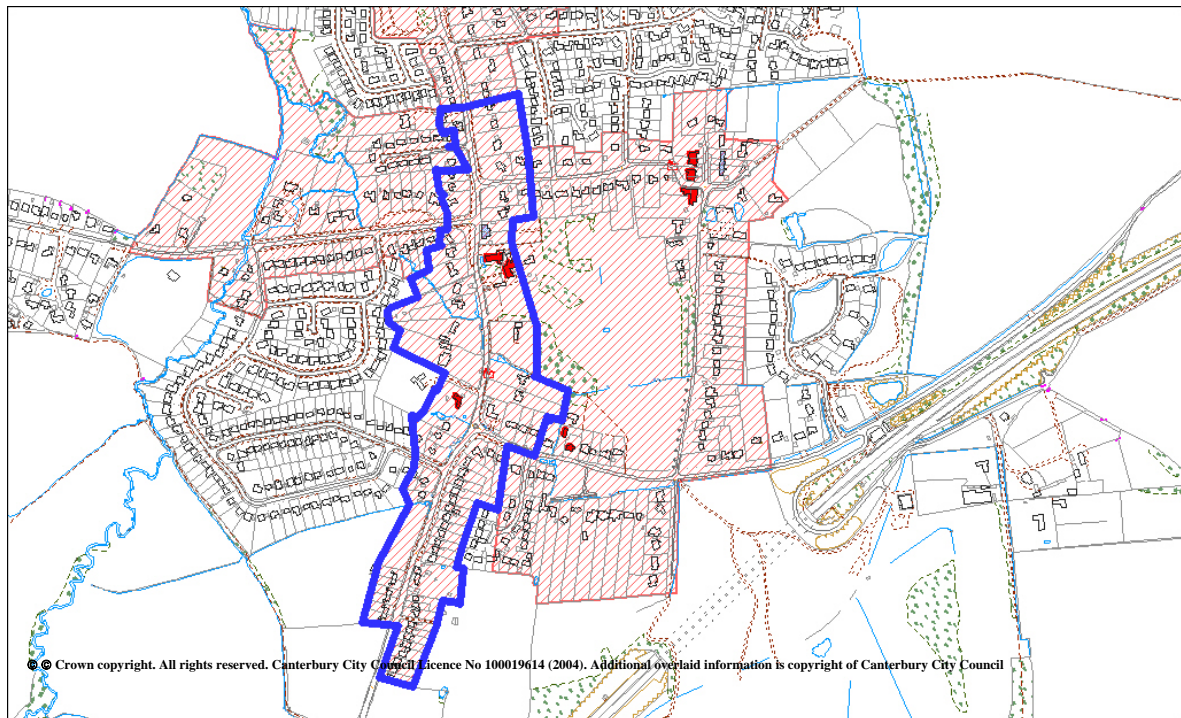 © © Crown copyright. All rights reserved. Canterbury City Council Licence No 100019614 (2004). Additional overlaid information is copyright of Canterbury City Council